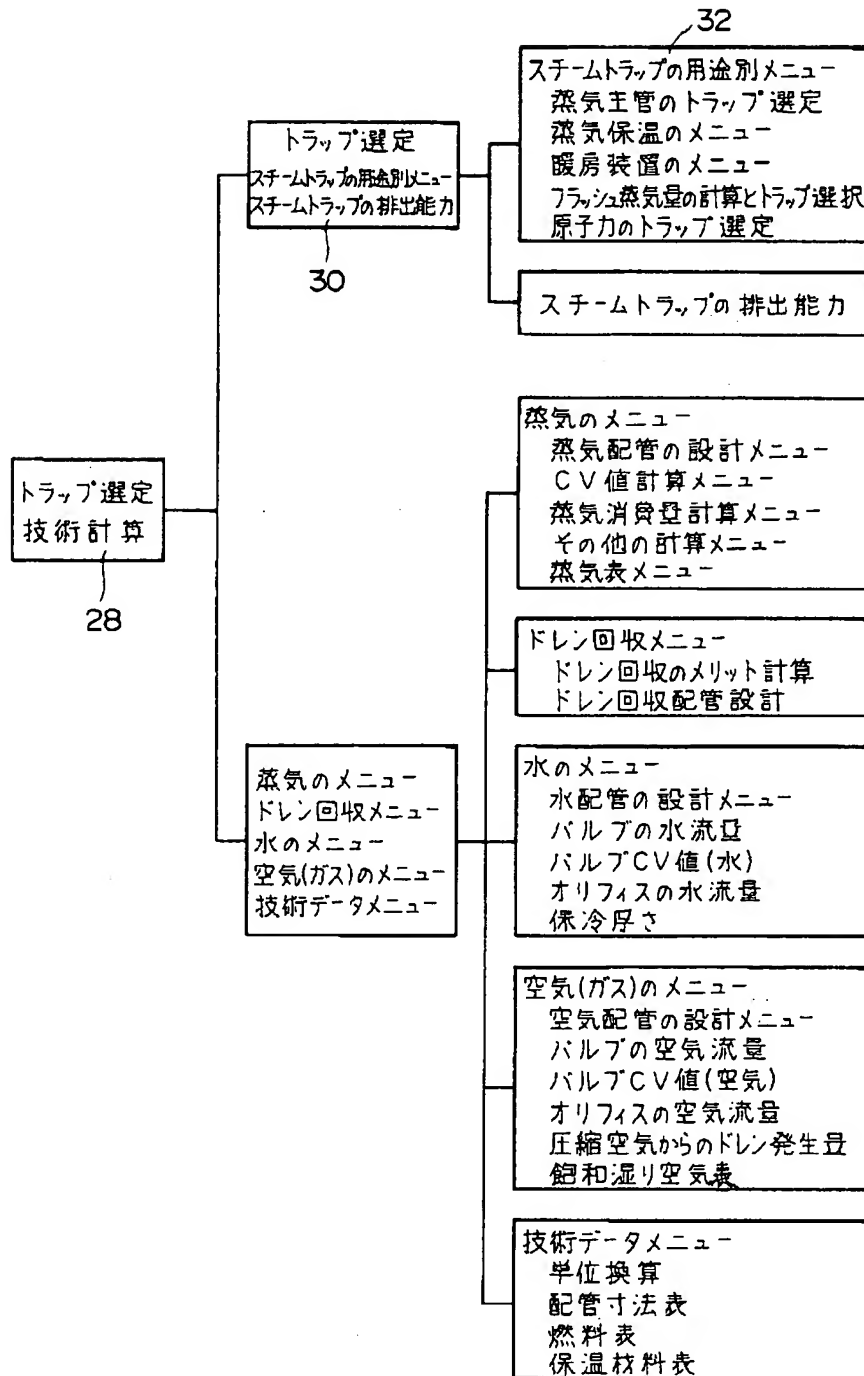 32
スチームトラップの用途別メニュー
蒸気主管のトラップ選定
蒸気保温のメニュー
暖房装置のメニュー
フラッシュ蒸気量の計算とトラップ選択
原子力のトラップ選定
トラップ選定
スチームトラップの用途別メニュー
スチームトラップの排出能力
30
スチームトラップの排出能力
トラップ選定
技術計算
28
蒸気のメニュー
蒸気配管の設計メニュー
CV値計算メニュー
蒸気消費量計算メニュー
その他の計算メニュー
蒸気表メニュー
ドレン回収メニュー
ドレン回収のメリット計算
ドレン回収配管設計
蒸気のメニュー
ドレン回収メニュー
水のメニュー
空気(ガス)のメニュー
技術データメニュー
水のメニュー
水配管の設計メニュー
バルブの水流量
バルブCV値(水)
オリフィスの水流量
保冷厚さ
空気(ガス)のメニュー
空気配管の設計メニュー
バルブの空気流量
バルブCV値(空気)
オリフィスの空気流量
圧縮空気からのドレン発生量
飽和湿り空気表
技術データメニュー
単位換算
配管寸法表
燃料表
保温材料表